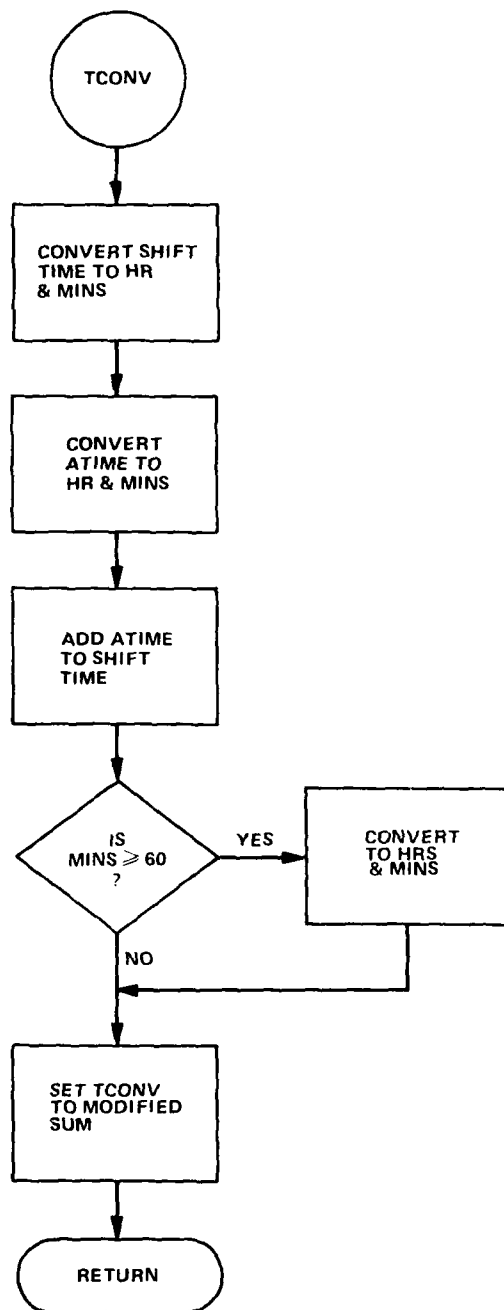 TCONV
CONVERT SHIFT
TIME TO HR
& MINS
CONVERT
ATIME TO
HR & MINS
ADD ATIME
TO SHIFT
TIME
IS
MINS ⩾ 60
?
YES
CONVERT
TO HRS
& MINS
NO
SET TCONV
TO MODIFIED
SUM
RETURN